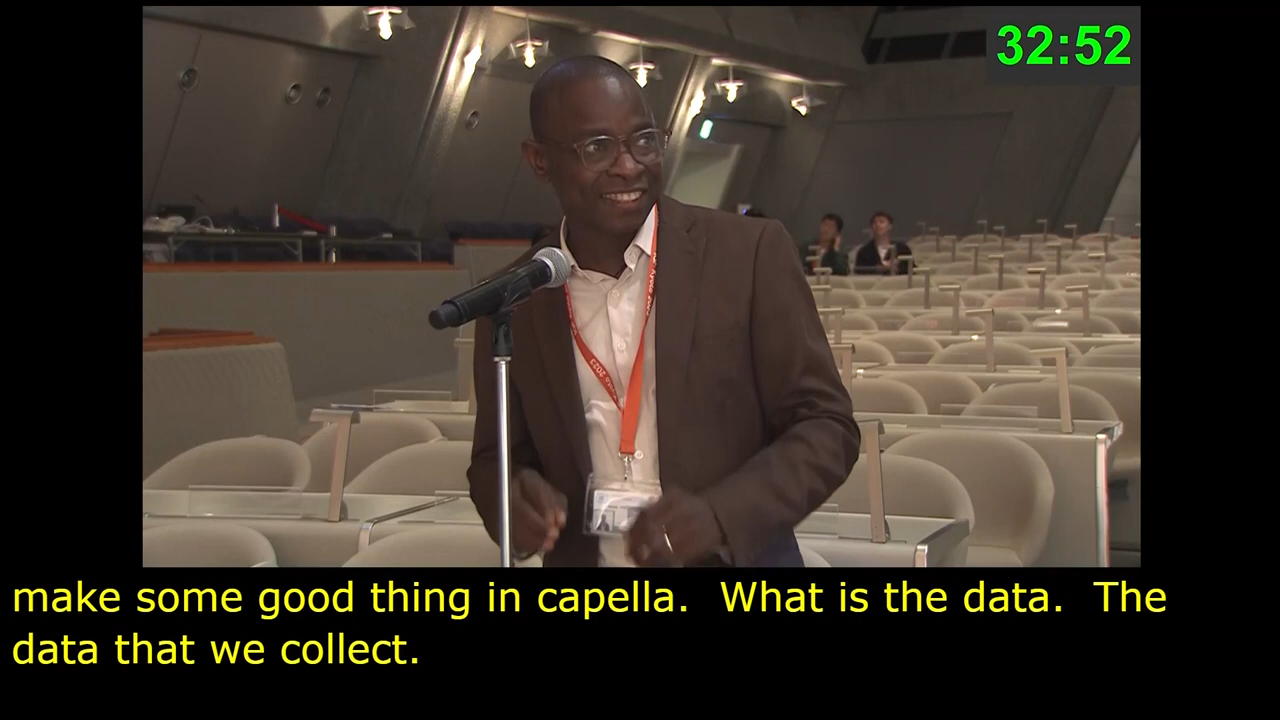 32:52
make some good thing in capella.  What is the data.  The
data that we collect.